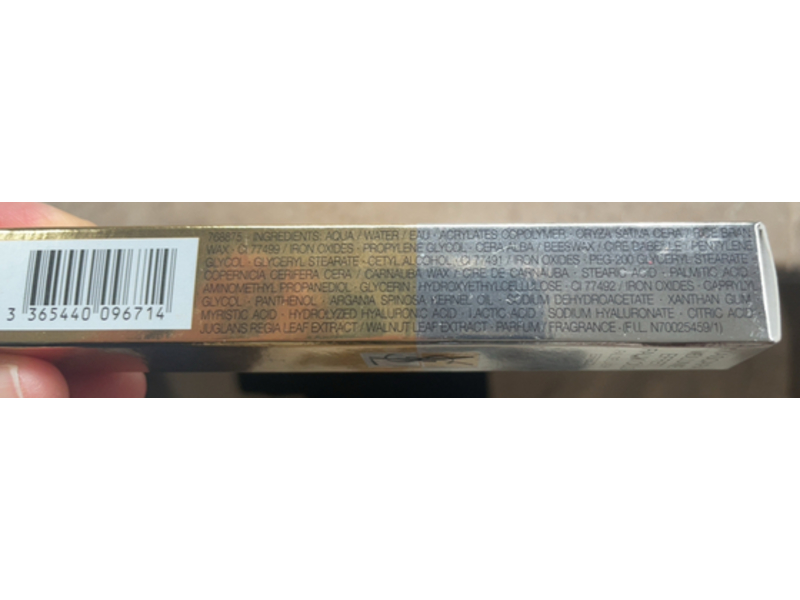 768875 · INGREDIENTS: AQUA / WATER / EAU · ACRYLATES COPOLYMER · ORYZA SATIVA CERA / RICE BRAN
WAX · CI 77499 / IRON OXIDES · PROPYLENE GLYCOL · CERA ALBA / BEESWAX / CIRE D'ABEILLE · PENTYLENE
GLYCOL · GLYCERYL STEARATE · CETYL ALCOHOL · CI 77491 / IRON OXIDES · PEG-200 GLYCERYL STEARATE
COPERNICIA CERIFERA CERA / CARNAUBA WAX / CIRE DE CARNAUBA · STEARIC ACID · PALMITIC ACID
AMINOMETHYL PROPANEDIOL · GLYCERIN · HYDROXYETHYLCELLULOSE · CI 77492 / IRON OXIDES · CAPRYLYL
GLYCOL · PANTHENOL · ARGANIA SPINOSA KERNEL OIL · SODIUM DEHYDROACETATE · XANTHAN GUM
MYRISTIC ACID · HYDROLYZED HYALURONIC ACID · LACTIC ACID · SODIUM HYALURONATE · CITRIC ACID
JUGLANS REGIA LEAF EXTRACT / WALNUT LEAF EXTRACT · PARFUM / FRAGRANCE · (F.I.L. N70025459/1)
3 365440 096714